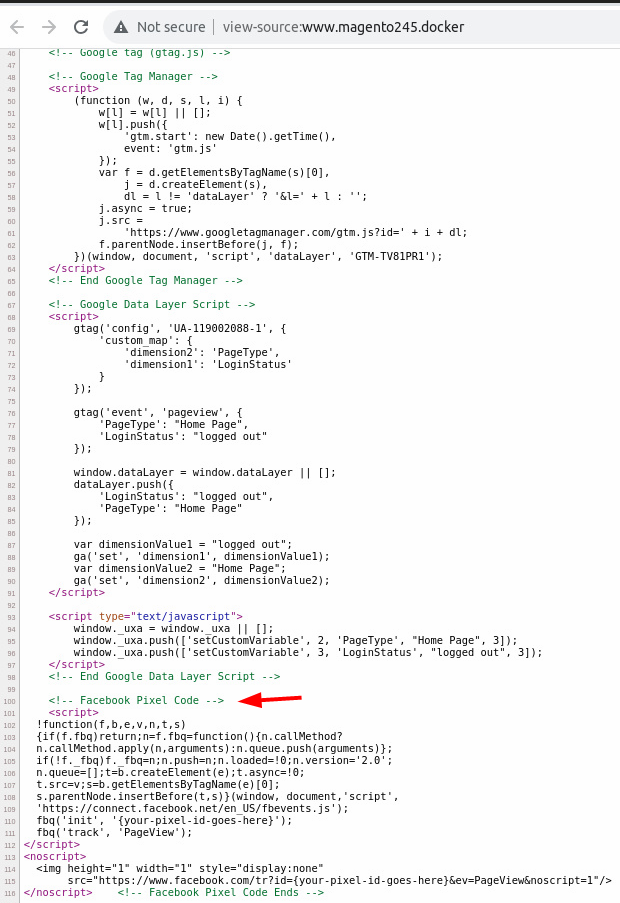 Not secure | view-source:www.magento245.docker
46 <!-- Google tag (gtag.js) -->
47
48 <!-- Google Tag Manager -->
49 <script>
50 (function (w, d, s, l, i) {
51 w[l] = w[l] || [];
52 w[l].push({
53 'gtm.start': new Date().getTime(),
54 event: 'gtm.js'
55 });
56 var f = d.getElementsByTagName(s)[0],
57 j = d.createElement(s),
58 dl = l != 'dataLayer' ? '&l=' + l : '';
59 j.async = true;
60 j.src =
61 'https://www.googletagmanager.com/gtm.js?id=' + i + dl;
62 f.parentNode.insertBefore(j, f);
63 })(window, document, 'script', 'dataLayer', 'GTM-TV81PR1');
64 </script>
65 <!-- End Google Tag Manager -->
66
67 <!-- Google Data Layer Script -->
68 <script>
69 gtag('config', 'UA-119002088-1', {
70 'custom_map': {
71 'dimension2': 'PageType',
72 'dimension1': 'LoginStatus'
73 }
74 });
75
76 gtag('event', 'pageview', {
77 'PageType': "Home Page",
78 'LoginStatus': "logged out"
79 });
80
81 window.dataLayer = window.dataLayer || [];
82 dataLayer.push({
83 'LoginStatus': "logged out",
84 'PageType': "Home Page"
85 });
86
87 var dimensionValue1 = "logged out";
88 ga('set', 'dimension1', dimensionValue1);
89 var dimensionValue2 = "Home Page";
90 ga('set', 'dimension2', dimensionValue2);
91 </script>
92
93 <script type="text/javascript">
94 window._uxa = window._uxa || [];
95 window._uxa.push(['setCustomVariable', 2, 'PageType', "Home Page", 3]);
96 window._uxa.push(['setCustomVariable', 3, 'LoginStatus', "logged out", 3]);
97 </script>
98 <!-- End Google Data Layer Script -->
99
100 <!-- Facebook Pixel Code -->
101 <script>
102 !function(f,b,e,v,n,t,s)
103 {if(f.fbq)return;n=f.fbq=function(){n.callMethod?
104 n.callMethod.apply(n,arguments):n.queue.push(arguments)};
105 if(!f._fbq)f._fbq=n;n.push=n;n.loaded=!0;n.version='2.0';
106 n.queue=[];t=b.createElement(e);t.async=!0;
107 t.src=v;s=b.getElementsByTagName(e)[0];
108 s.parentNode.insertBefore(t,s)}(window, document,'script',
109 'https://connect.facebook.net/en_US/fbevents.js');
110 fbq('init', '{your-pixel-id-goes-here}');
111 fbq('track', 'PageView');
112 </script>
113 <noscript>
114 <img height="1" width="1" style="display:none"
115 src="https://www.facebook.com/tr?id={your-pixel-id-goes-here}&ev=PageView&noscript=1"/>
116 </noscript> <!-- Facebook Pixel Code Ends -->